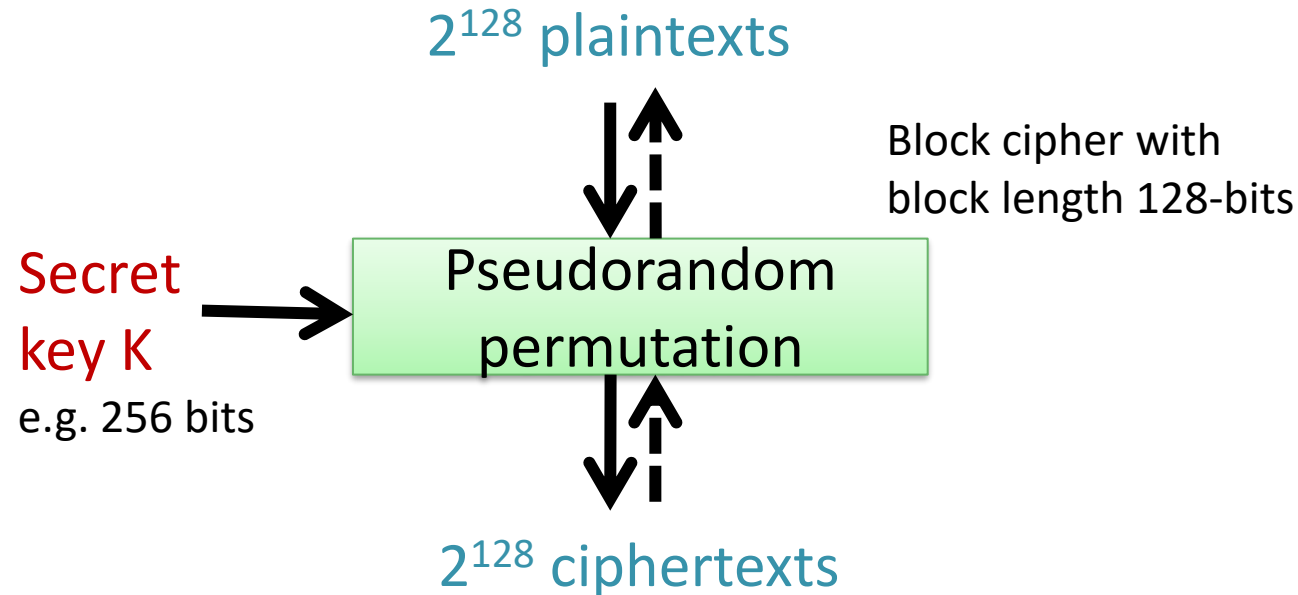 2¹²⁸ plaintexts
Block cipher with
block length 128-bits
Secret
key K
e.g. 256 bits
Pseudorandom
permutation
2¹²⁸ ciphertexts